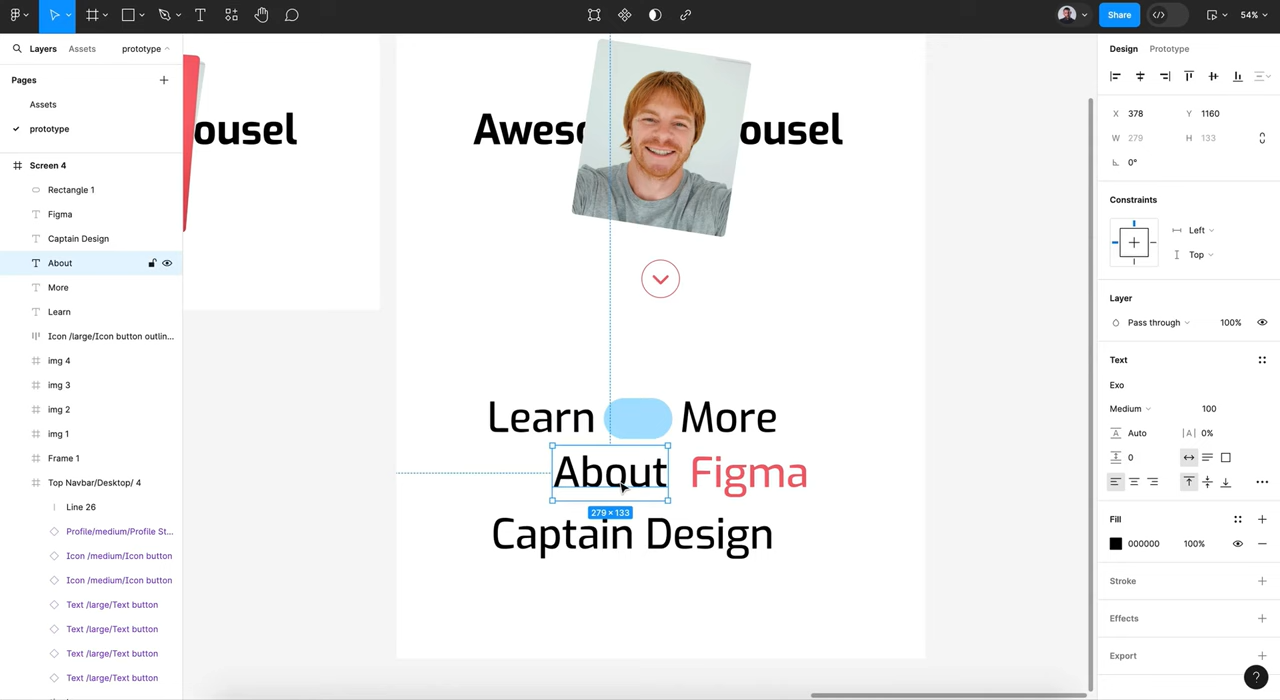 Share
54%
Layers
Assets
prototype
Design
Prototype
Pages
Assets
prototype
Screen 4
Rectangle 1
Figma
Captain Design
About
More
Learn
Icon /large/Icon button outlin...
img 4
img 3
img 2
img 1
Frame 1
Top Navbar/Desktop/ 4
Line 26
Profile/medium/Profile St...
Icon /medium/Icon button
Icon /medium/Icon button
Text /large/Text button
Text /large/Text button
Text /large/Text button
Text /large/Text button
ousel
Aweso ousel
Learn More
About Figma
279 × 133
Captain Design
X 378 Y 1160
W 279 H 133
0°
Constraints
Left
Top
Layer
Pass through 100%
Text
Exo
Medium 100
A Auto |A| 0%
0
Fill
000000 100%
Stroke
Effects
Export
?